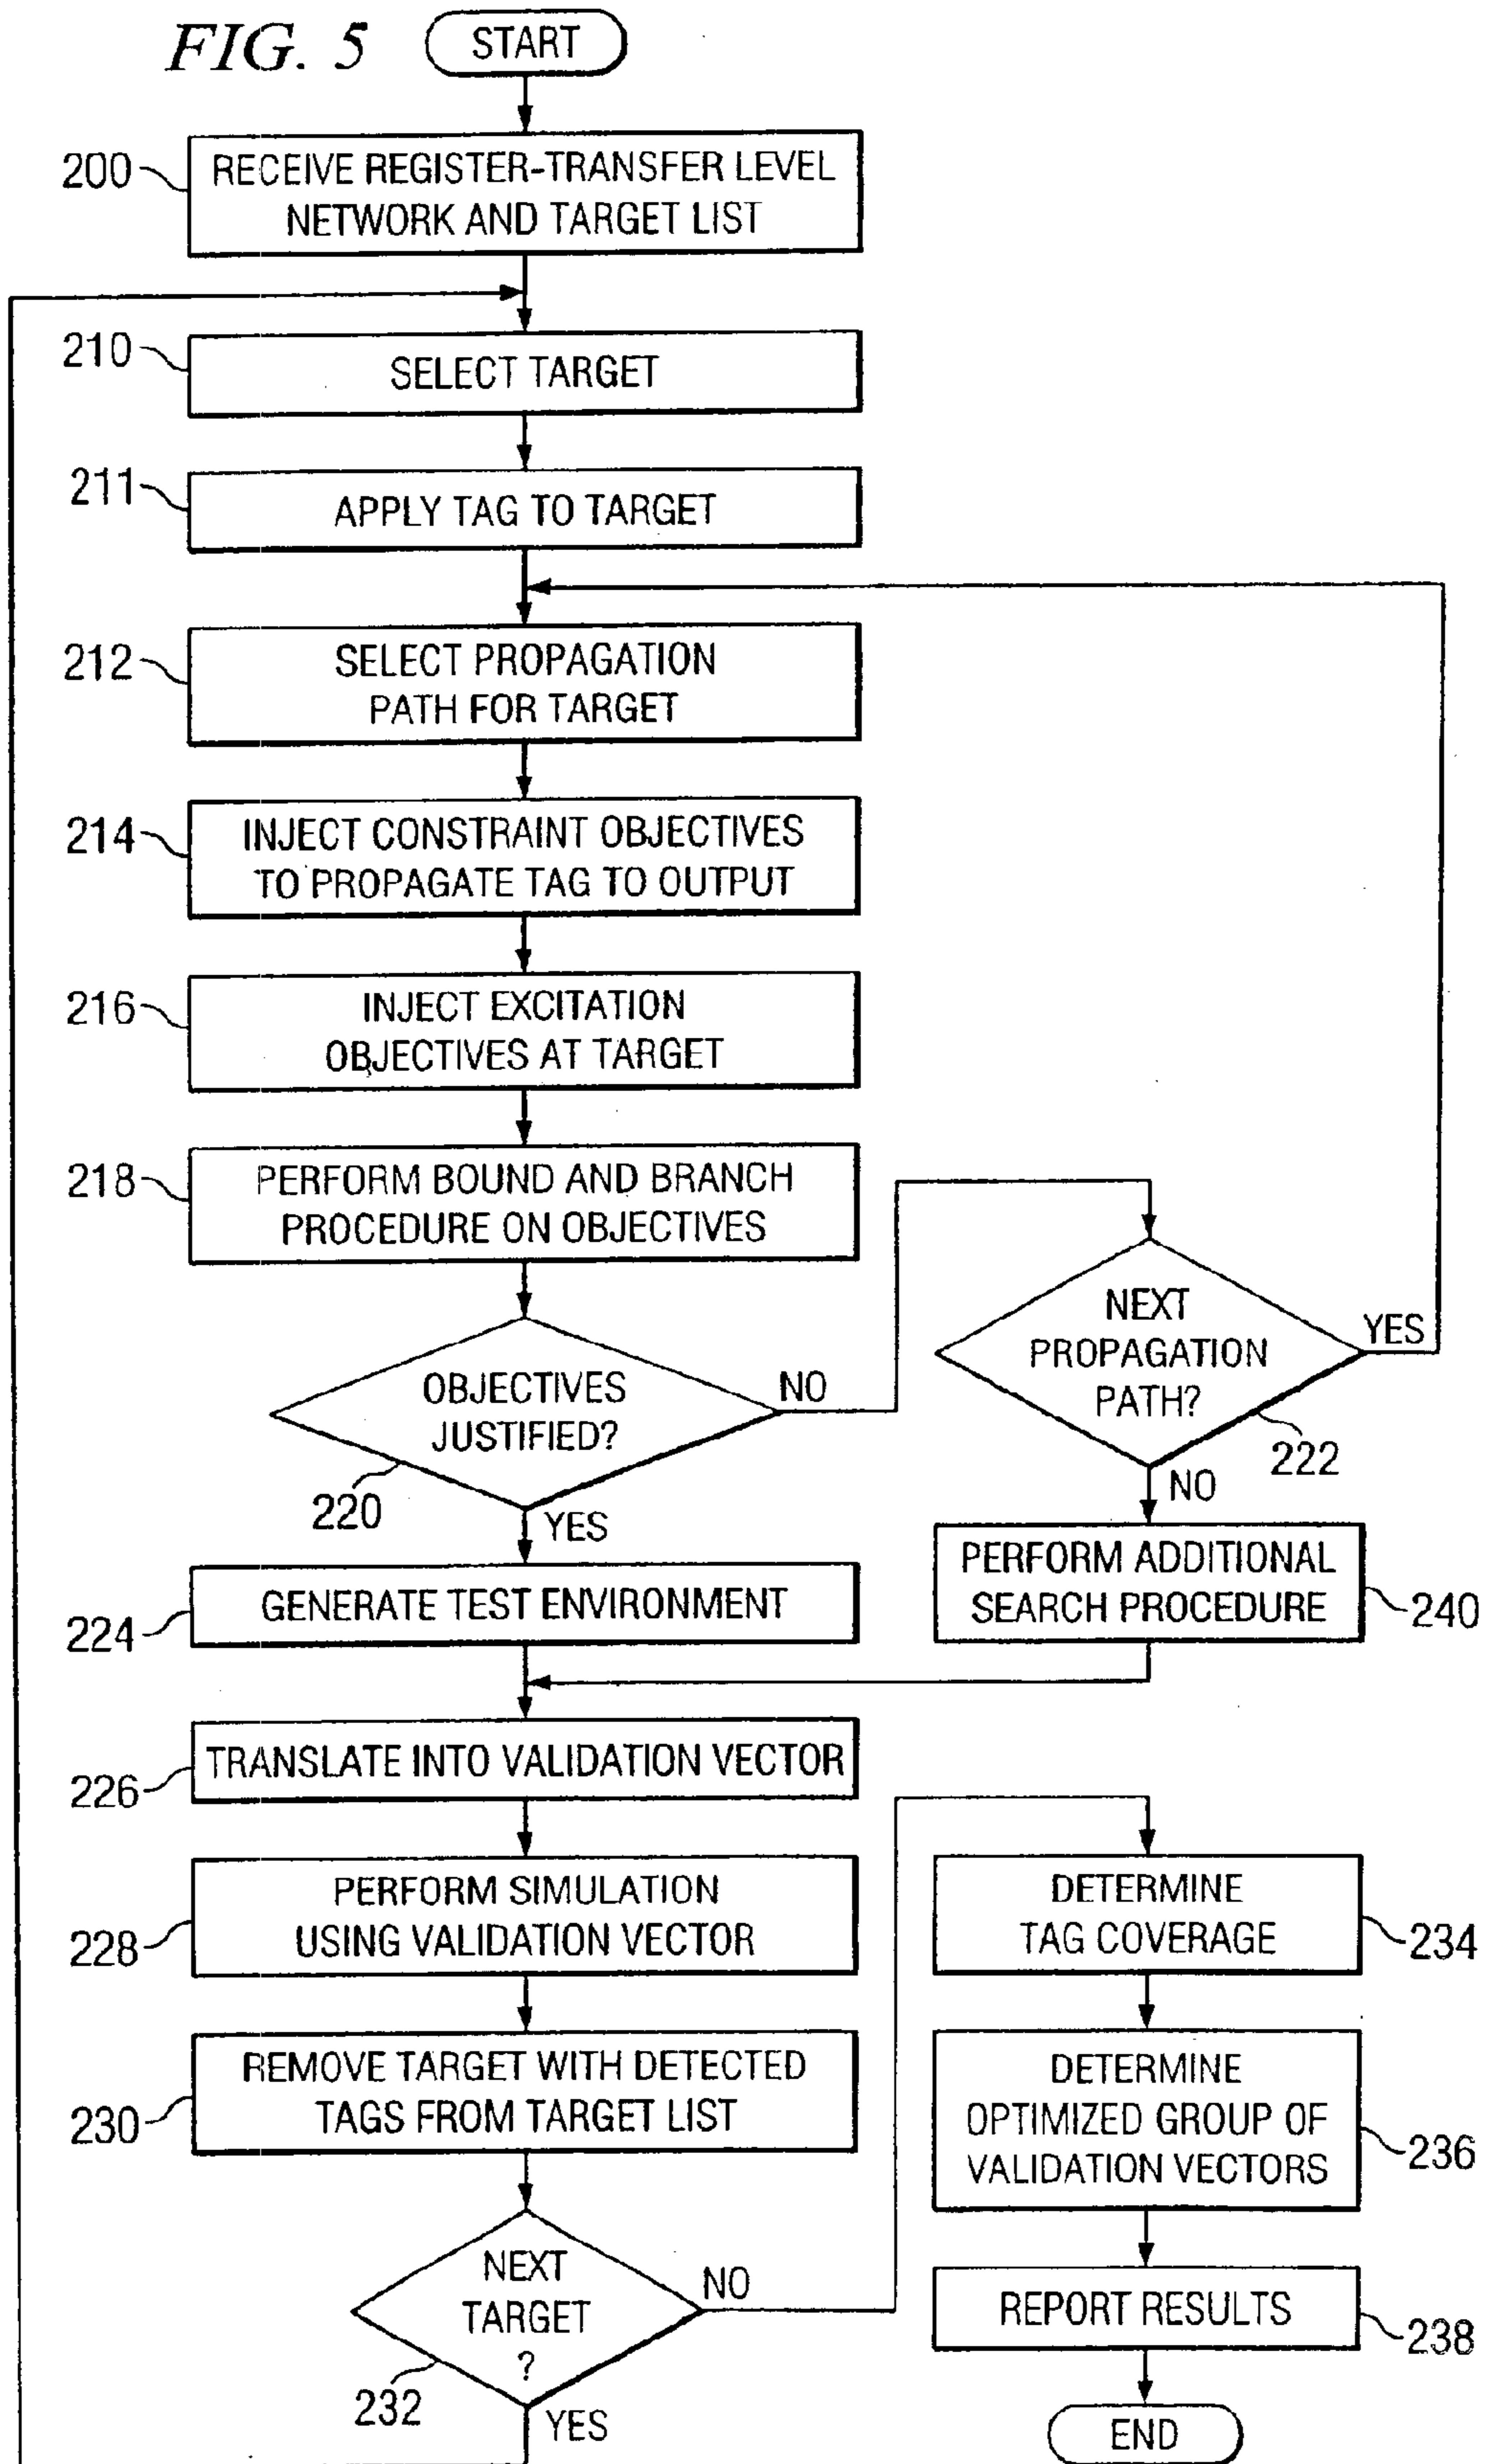 FIG. 5
START
200
RECEIVE REGISTER-TRANSFER LEVEL
NETWORK AND TARGET LIST
210
SELECT TARGET
211
APPLY TAG TO TARGET
212
SELECT PROPAGATION
PATH FOR TARGET
214
INJECT CONSTRAINT OBJECTIVES
TO PROPAGATE TAG TO OUTPUT
216
INJECT EXCITATION
OBJECTIVES AT TARGET
218
PERFORM BOUND AND BRANCH
PROCEDURE ON OBJECTIVES
OBJECTIVES
JUSTIFIED?
NO
220
YES
NEXT
PROPAGATION
PATH?
YES
222
NO
224
GENERATE TEST ENVIRONMENT
PERFORM ADDITIONAL
SEARCH PROCEDURE
240
226
TRANSLATE INTO VALIDATION VECTOR
228
PERFORM SIMULATION
USING VALIDATION VECTOR
230
REMOVE TARGET WITH DETECTED
TAGS FROM TARGET LIST
NEXT
TARGET
?
NO
232
YES
DETERMINE
TAG COVERAGE
234
DETERMINE
OPTIMIZED GROUP OF
VALIDATION VECTORS
236
REPORT RESULTS
238
END